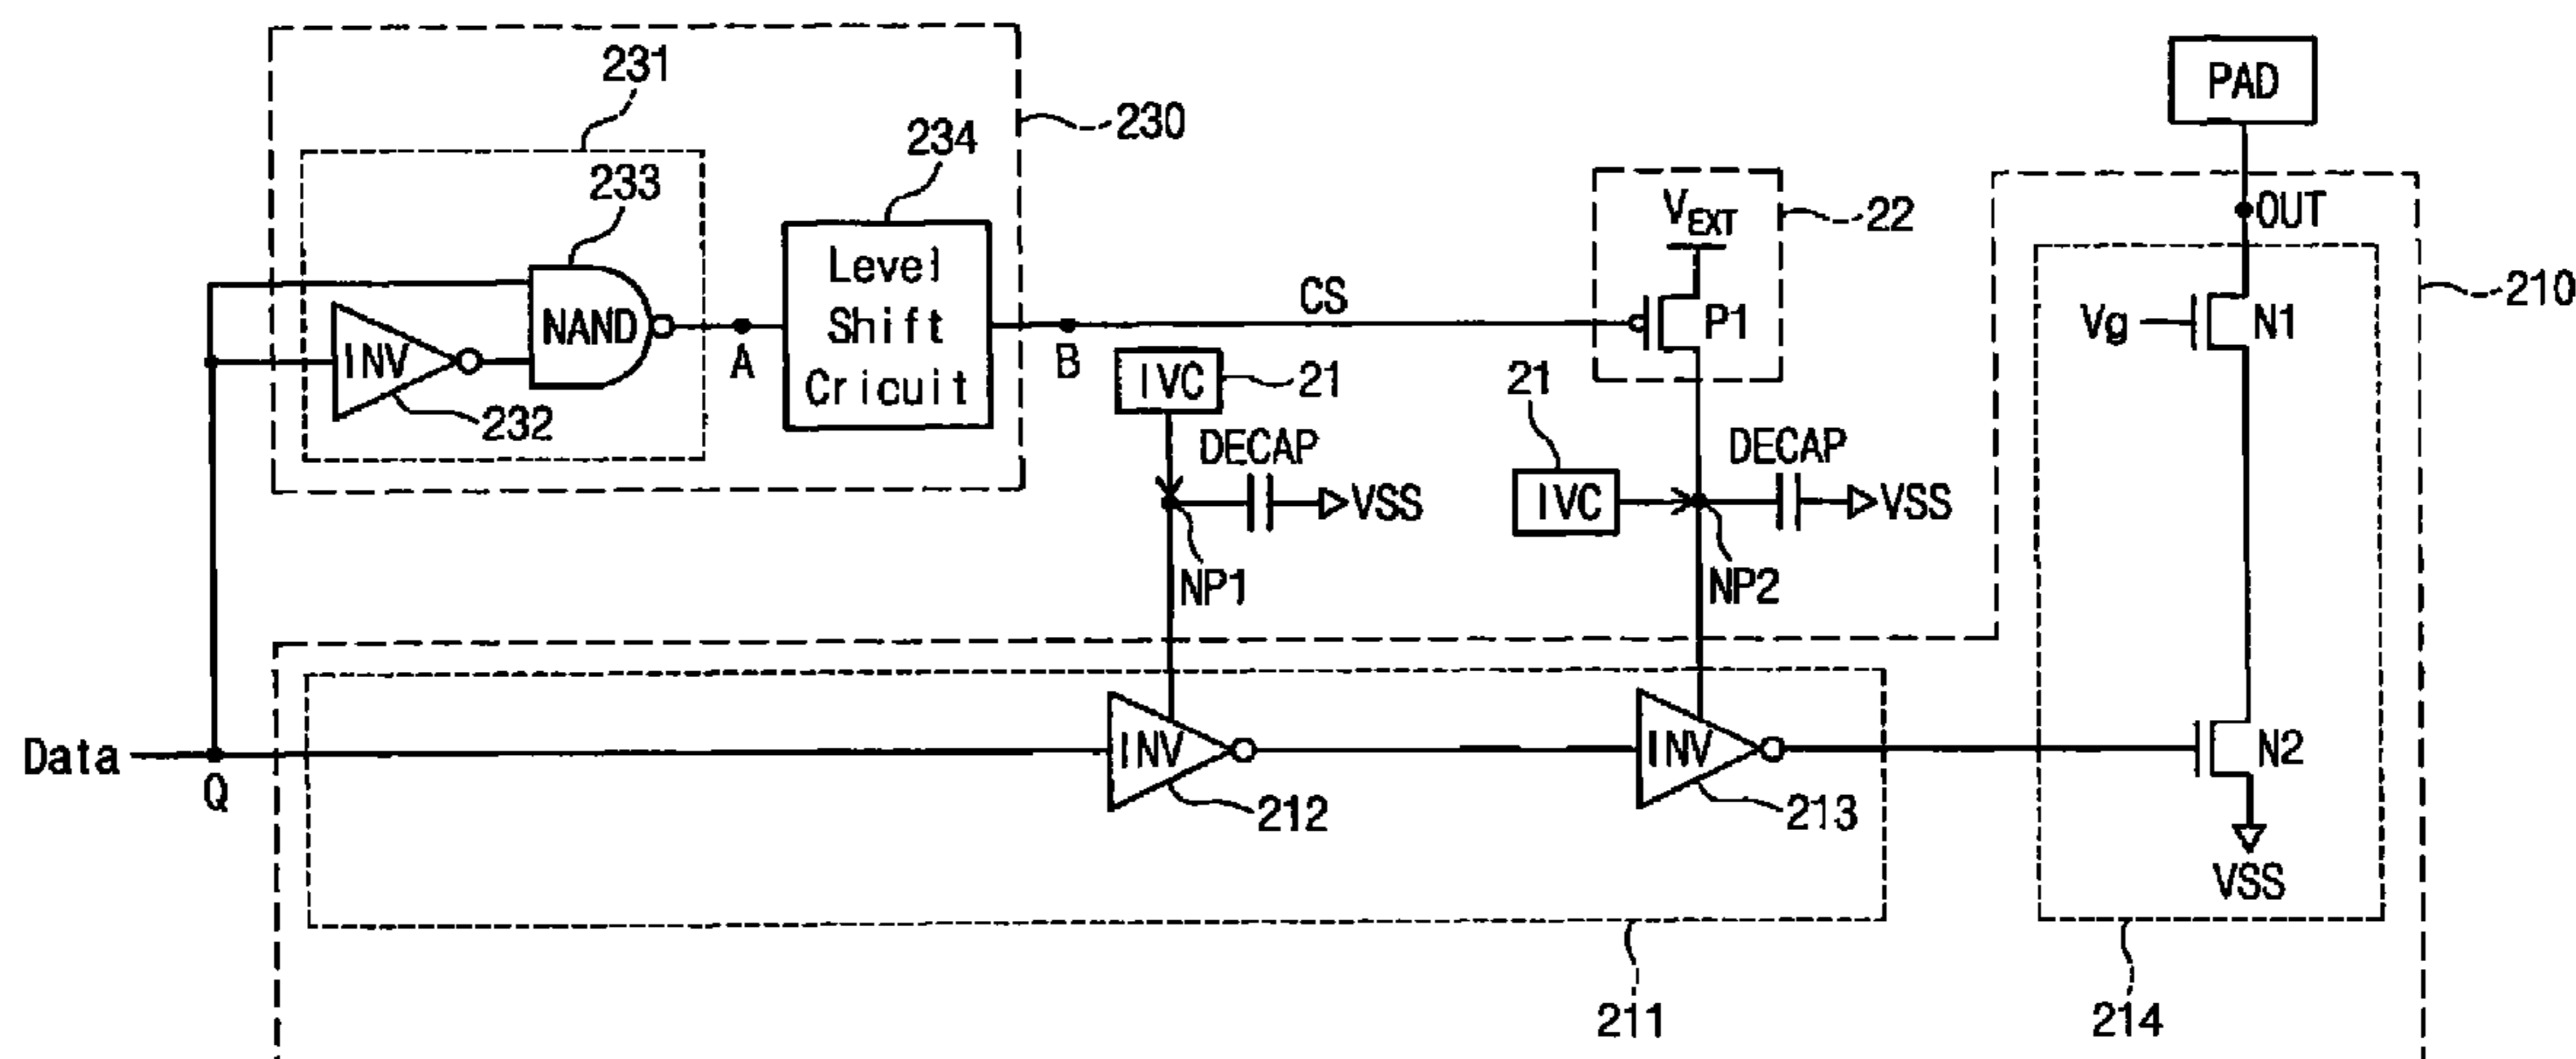 231
PAD
230
234
233
V_EXT
22
OUT
Level
Shift
Cricuit
210
NAND
CS
P1
Vg
N1
INV
A
B
IVC
21
21
232
DECAP
DECAP
VSS
IVC
VSS
NP1
NP2
Data
Q
INV
INV
N2
212
213
VSS
211
214